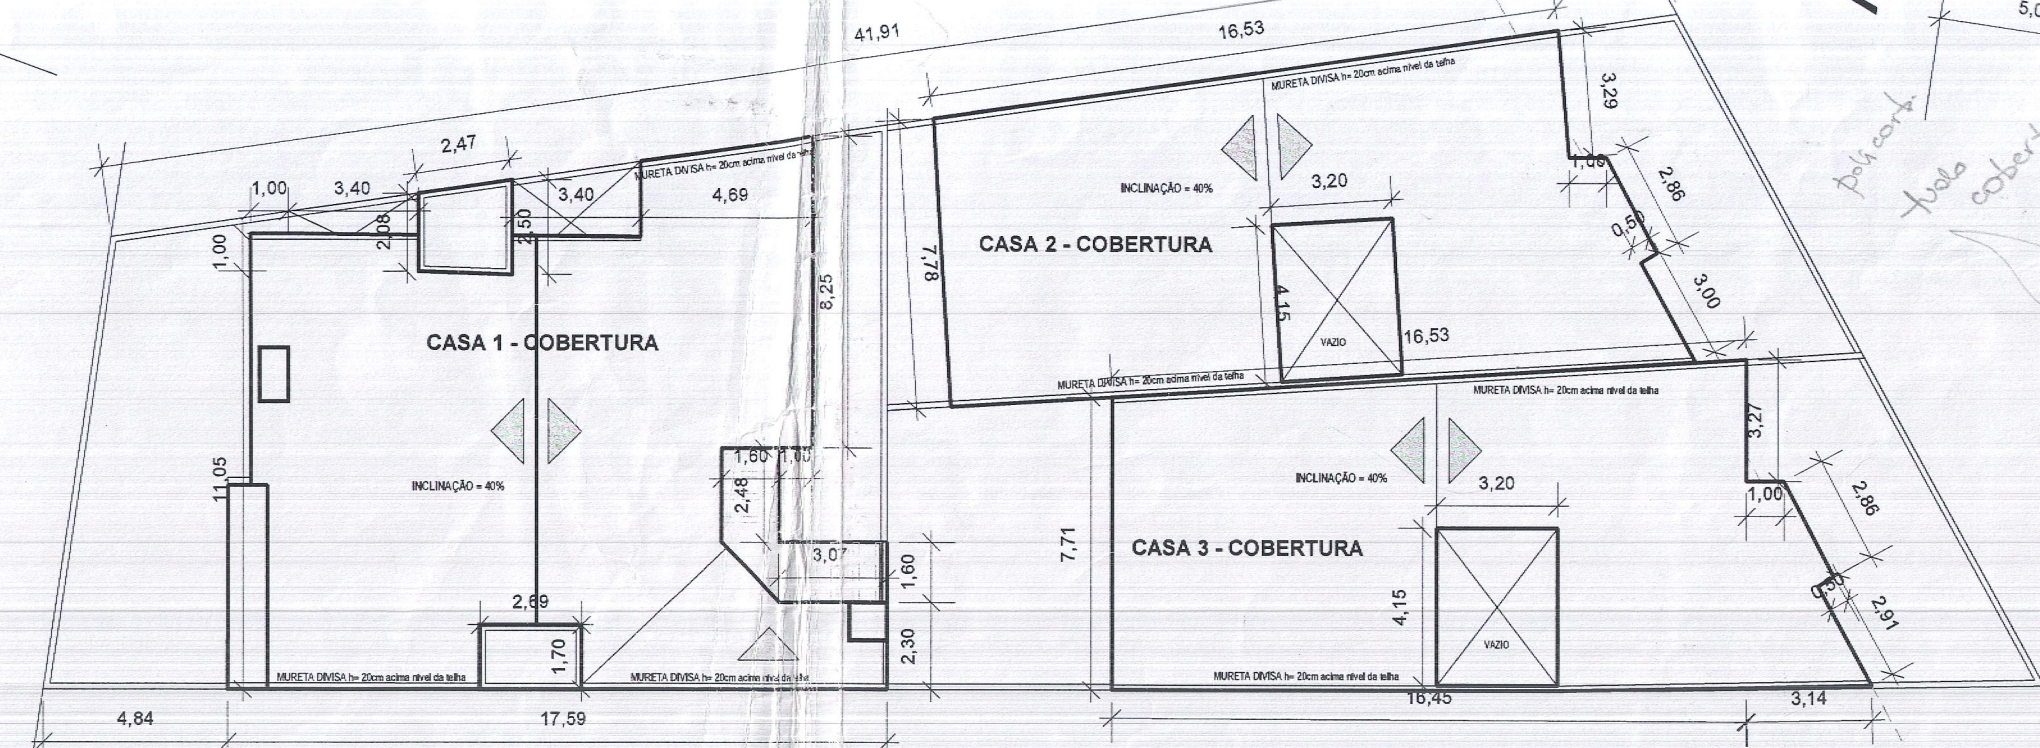 41,91
16,53
5,0
MURETA DIVISA h= 20cm acima nível da telha
3,29
2,47
1,00
3,40
3,40
4,69
MURETA DIVISA h= 20cm acima nível da telha
2,08
2,50
1,00
INCLINAÇÃO = 40%
3,20
1,00
2,86
0,50
policarb.
tudo
cober
CASA 2 - COBERTURA
7,78
8,25
4,15
VAZIO
16,53
3,00
CASA 1 - COBERTURA
MURETA DIVISA h= 20cm acima nível da telha
MURETA DIVISA h= 20cm acima nível da telha
3,27
1,60
1,00
11,05
INCLINAÇÃO = 40%
2,48
INCLINAÇÃO = 40%
3,20
1,00
2,86
3,07
1,60
7,71
CASA 3 - COBERTURA
2,69
1,70
2,30
4,15
VAZIO
0,50
2,91
MURETA DIVISA h= 20cm acima nível da telha
MURETA DIVISA h= 20cm acima nível da telha
MURETA DIVISA h= 20cm acima nível da telha
4,84
17,59
16,45
3,14